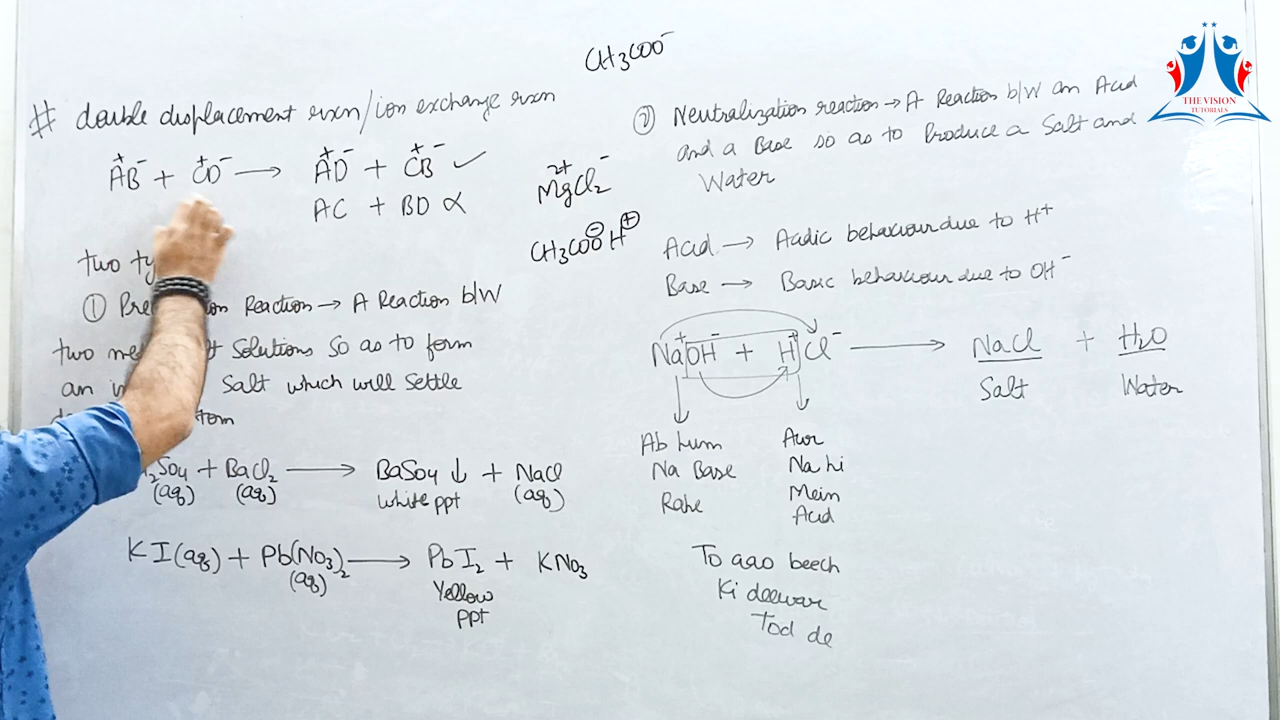 CH₃COO⁻
# double displacement rxn/ion exchange rxn
A⁺B⁻ + C⁺D⁻ → A⁺D⁻ + C⁺B⁻ ✓
AC + BD ∝
Mg²⁺Cl₂⁻
CH₃COO⊖H⊕
two
① Reaction → A Reaction b/w
two Solutions so as to form
an Salt which will Settle
SO₄ + BaCl₂ → BaSO₄ ↓ + NaCl
(aq) (aq) white ppt (aq)
KI(aq) + Pb(NO₃)₂ → PbI₂ + KNO₃
(aq) Yellow
ppt
② Neutralization reaction → A Reaction b/w an Acid
and a Base so as to Produce a Salt and
Water
Acid → Acidic behaviour due to H⁺
Base → Basic behaviour due to OH⁻
Na⁺OH⁻ + H⁺Cl⁻ → NaCl + H₂O
Salt Water
Ab hum
Na Base
Rahe
Aur
Na hi
Mein
Acid
To aao beech
Ki deewar
Tod de
THE VISION
TUTORIALS